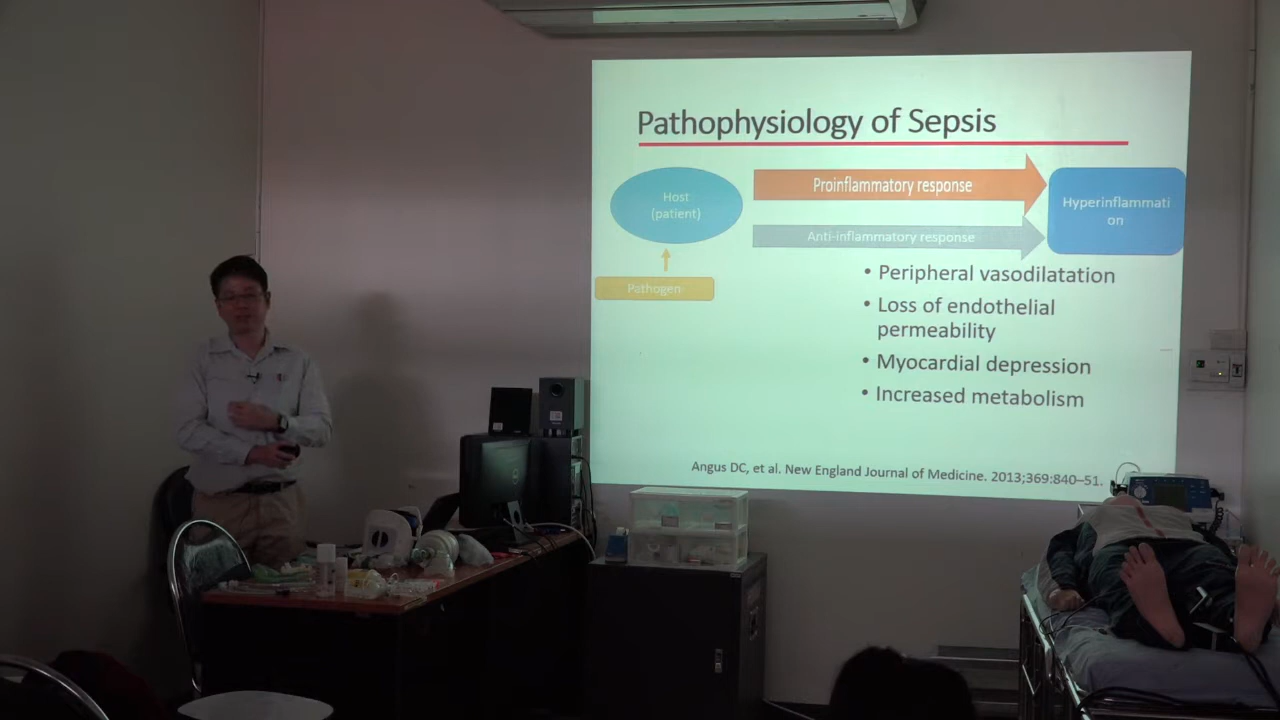 Pathophysiology of Sepsis
Host
(patient)
Proinflammatory response
Hyperinflammati
on
Anti-inflammatory response
Pathogen
• Peripheral vasodilatation
• Loss of endothelial
permeability
• Myocardial depression
• Increased metabolism
Angus DC, et al. New England Journal of Medicine. 2013;369:840–51.